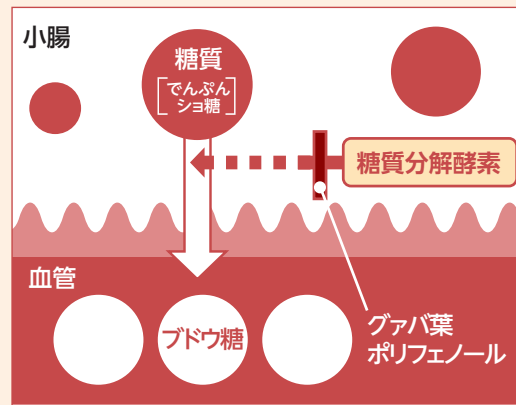 小腸
糖質
でんぷん
ショ糖
糖質分解酵素
血管
ブドウ糖
グァバ葉
ポリフェノール